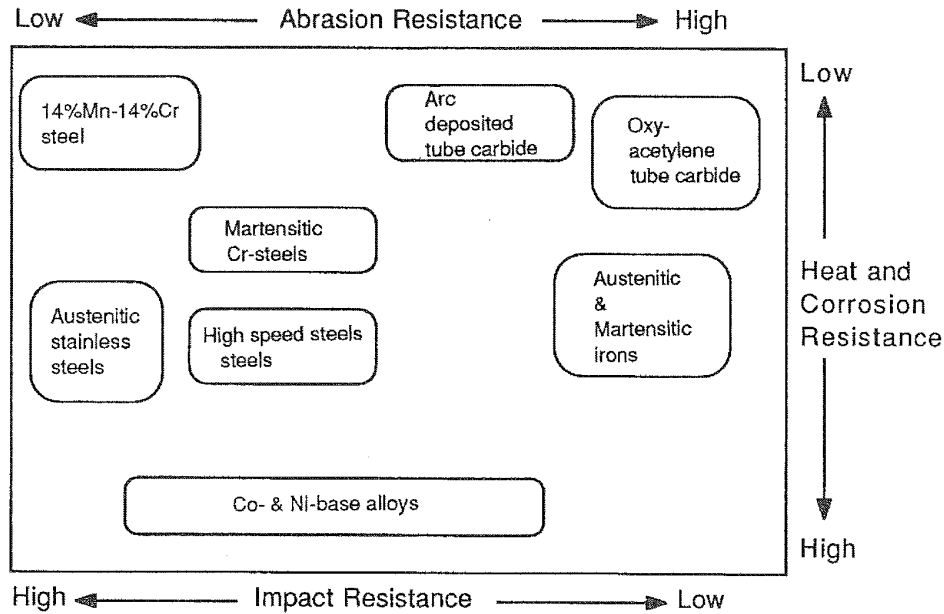 Low Abrasion Resistance High
14%Mn-14%Cr
steel
Arc
deposited
tube carbide
Oxy-
acetylene
tube carbide
Low
Martensitic
Cr-steels
Austenitic
stainless
steels
High speed steels
steels
Austenitic
&
Martensitic
irons
Heat and
Corrosion
Resistance
Co- & Ni-base alloys
High
High Impact Resistance Low